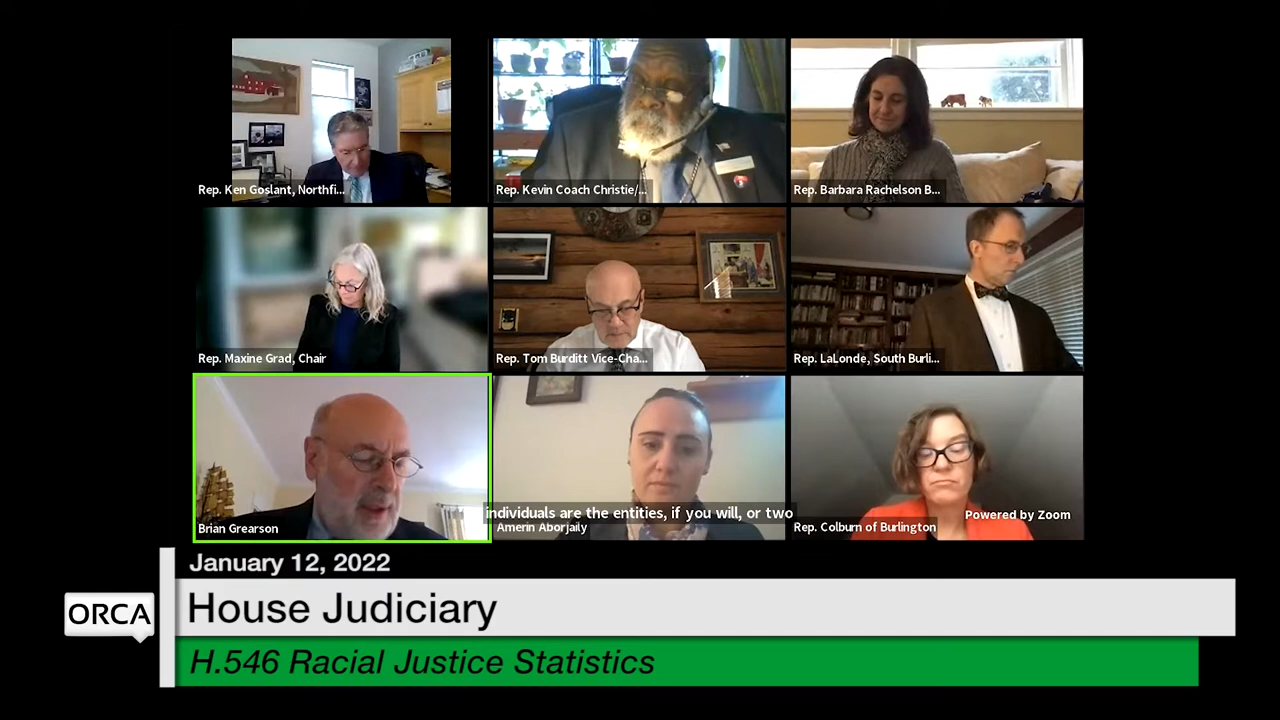 Rep. Ken Goslant, Northfi...
Rep. Kevin Coach Christie/...
Rep. Barbara Rachelson B...
Rep. Maxine Grad, Chair
Rep. Tom Burditt Vice-Cha...
Rep. LaLonde, South Burli...
individuals are the entities, if you will, or two
Brian Grearson
Amerin Aborjaily
Rep. Colburn of Burlington
Powered by Zoom
January 12, 2022
ORCA
House Judiciary
H.546 Racial Justice Statistics